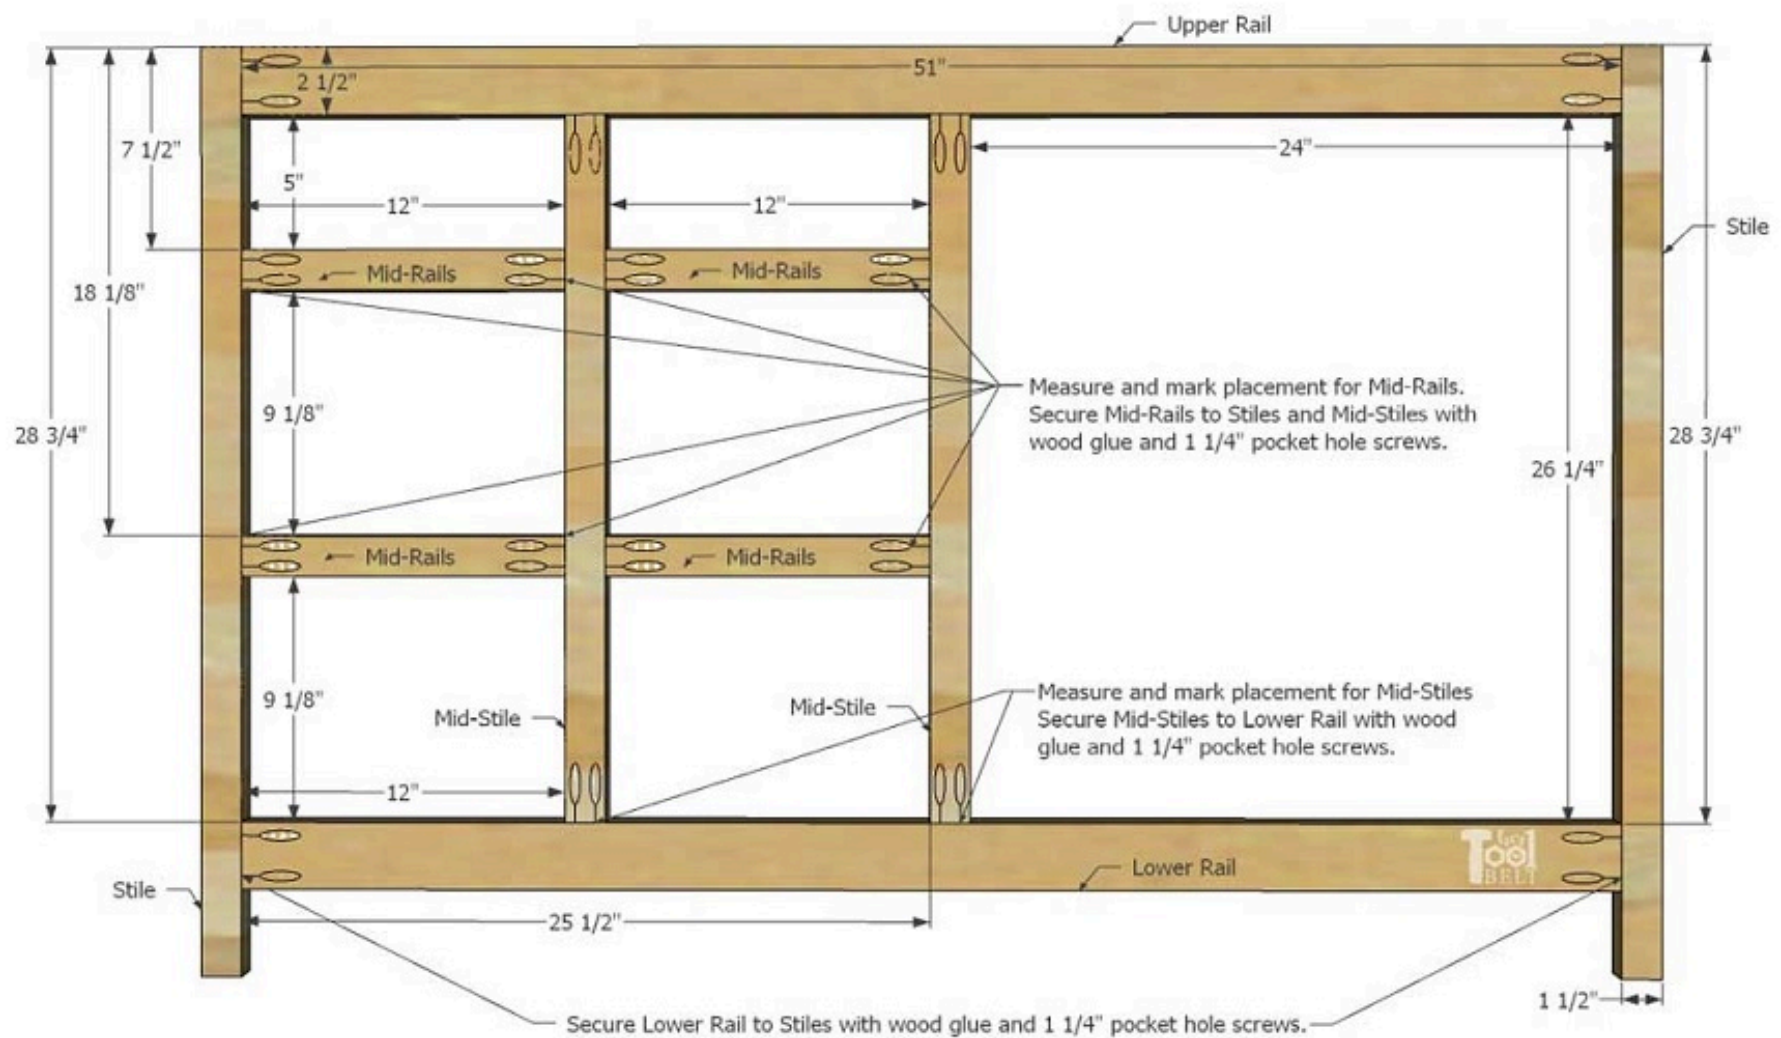 Upper Rail
51"
2 1/2"
7 1/2"
24"
5"
12"
12"
Stile
Mid-Rails
Mid-Rails
18 1/8"
Measure and mark placement for Mid-Rails.
Secure Mid-Rails to Stiles and Mid-Stiles with
wood glue and 1 1/4" pocket hole screws.
9 1/8"
28 3/4"
28 3/4"
26 1/4"
Mid-Rails
Mid-Rails
Measure and mark placement for Mid-Stiles
Secure Mid-Stiles to Lower Rail with wood
glue and 1 1/4" pocket hole screws.
9 1/8"
Mid-Stile
Mid-Stile
12"
Tool
BELT
Lower Rail
Stile
25 1/2"
1 1/2"
Secure Lower Rail to Stiles with wood glue and 1 1/4" pocket hole screws.